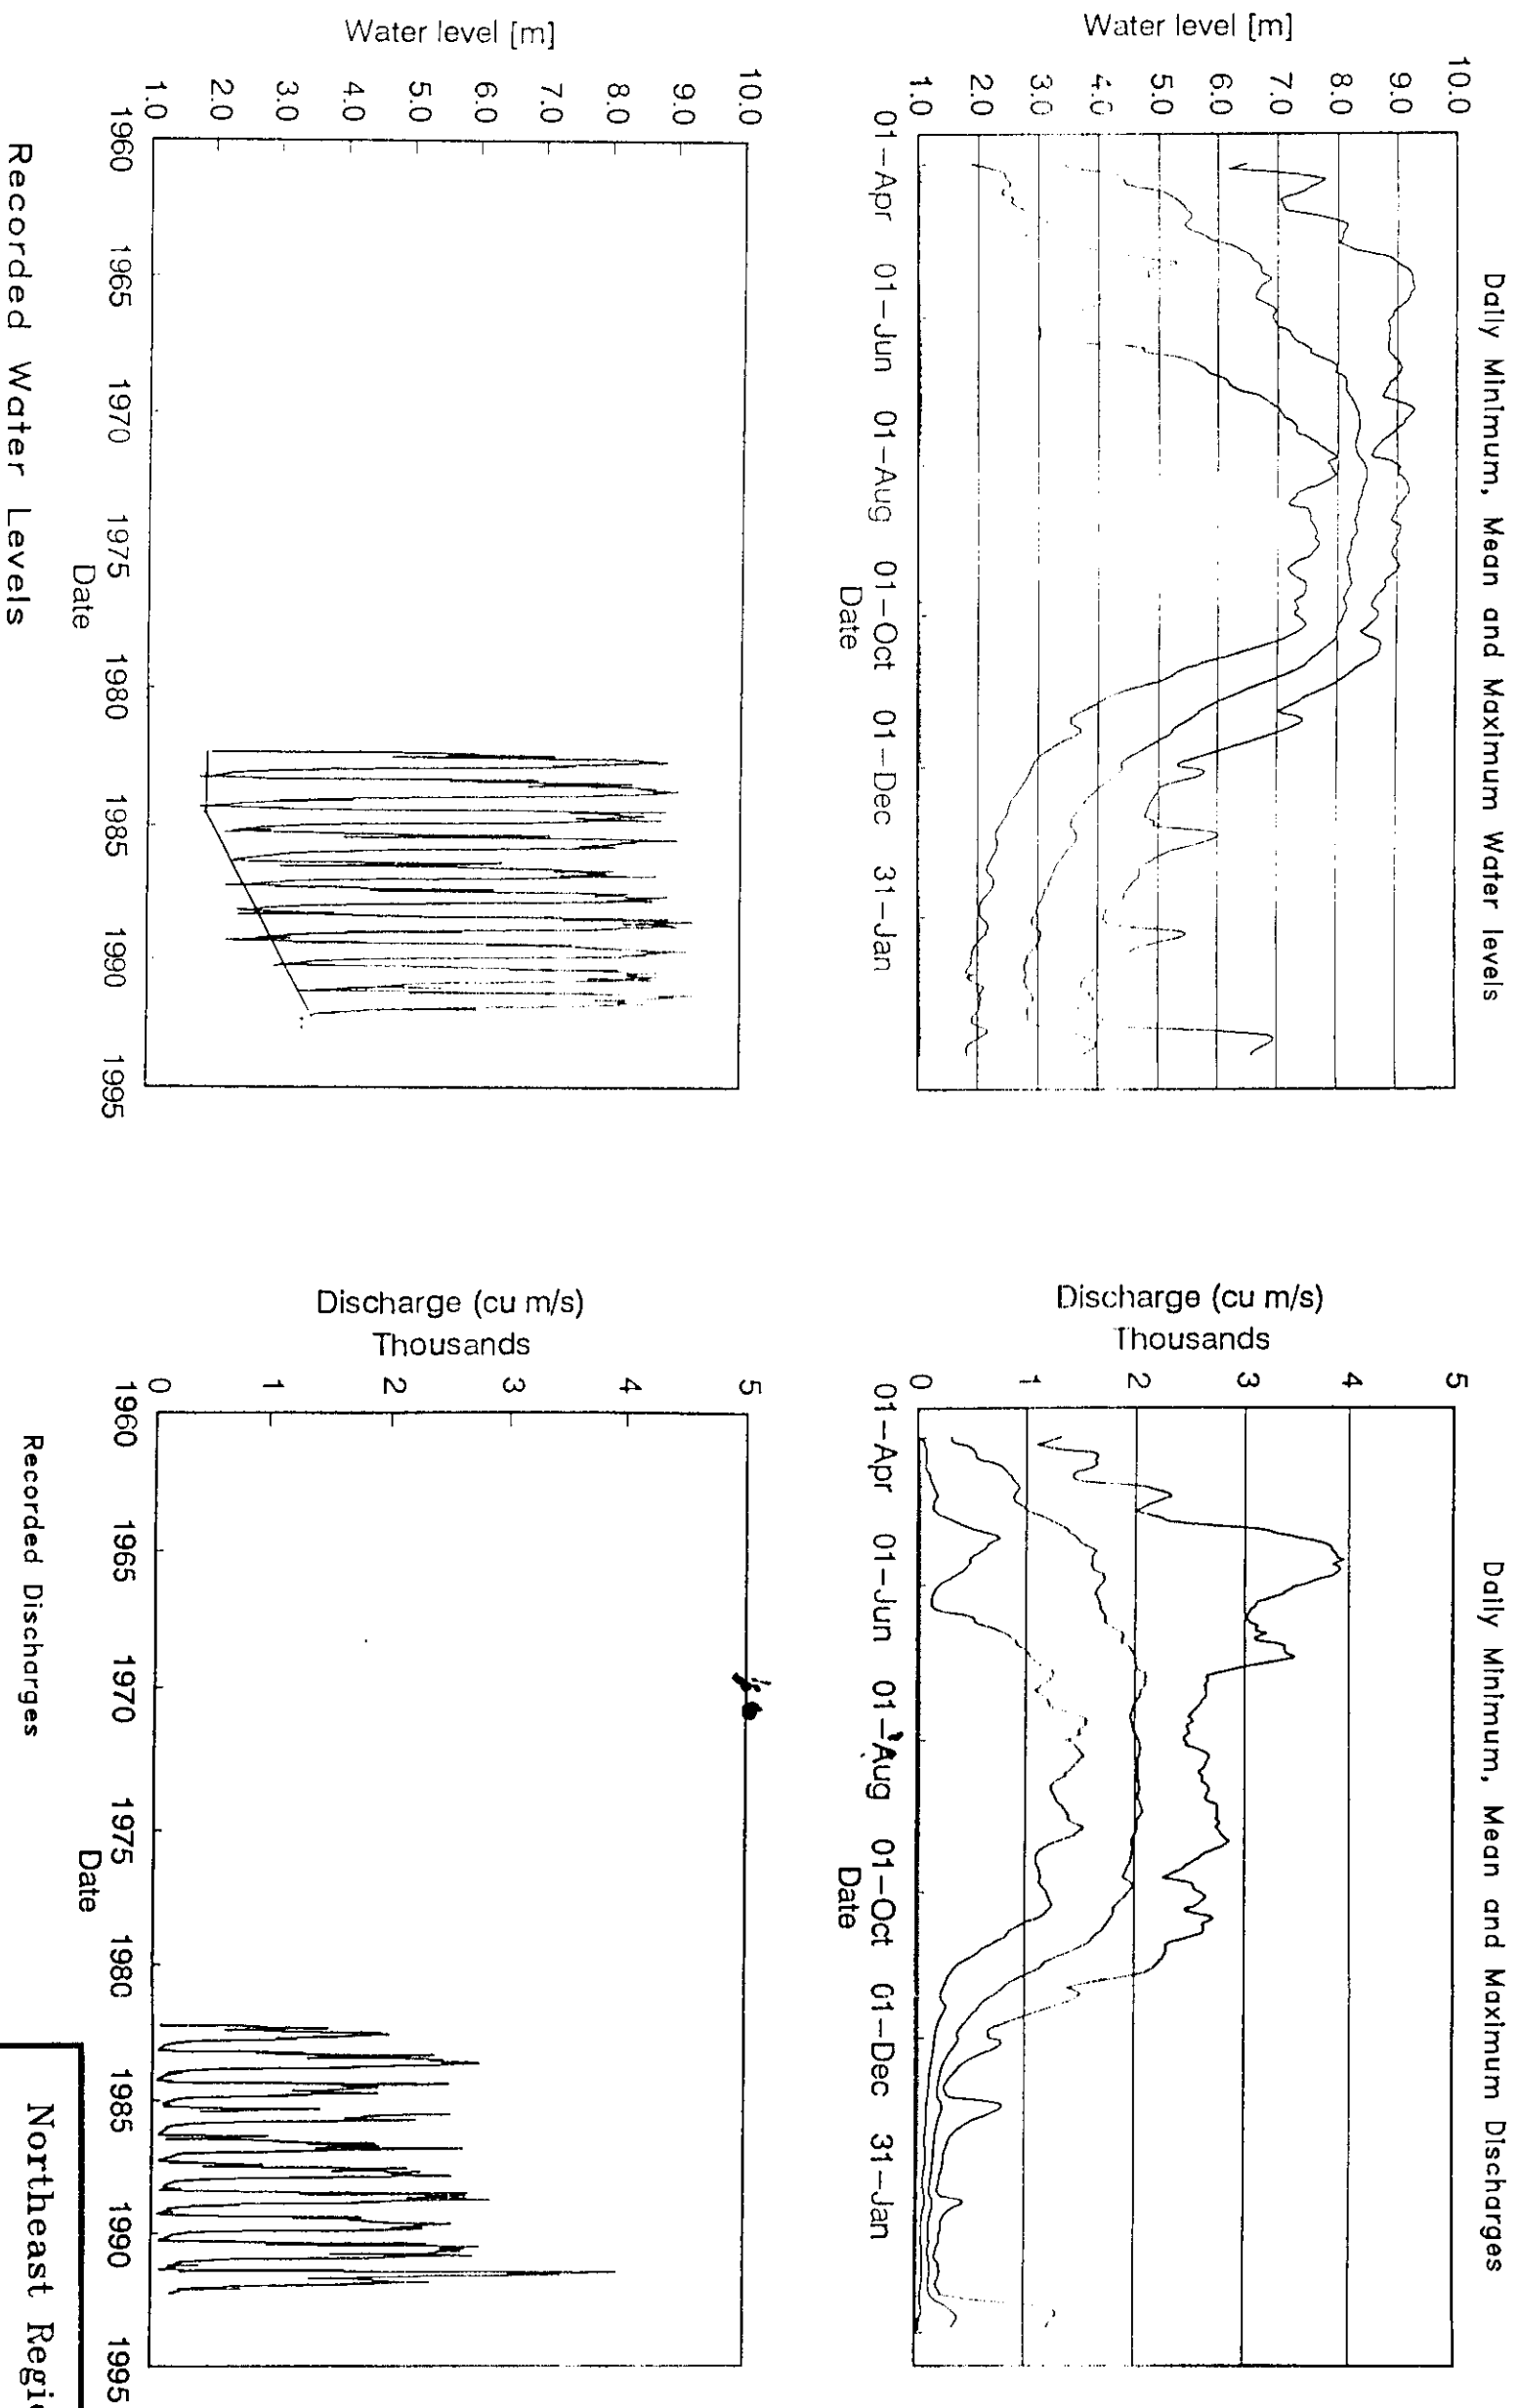 Daily Minimum, Mean and Maximum Water levels
Water level [m]
10.0
9.0
8.0
7.0
6.0
5.0
4.0
3.0
2.0
1.0
01-Apr 01-Jun 01-Aug 01-Oct 01-Dec 31-Jan
Date
Daily Minimum, Mean and Maximum Discharges
Discharge (cu m/s)
Thousands
5
4
3
2
1
0
01-Apr 01-Jun 01-Aug 01-Oct 01-Dec 31-Jan
Date
Water level [m]
10.0
9.0
8.0
7.0
6.0
5.0
4.0
3.0
2.0
1.0
1960 1965 1970 1975 1980 1985 1990 1995
Date
Recorded Water Levels
Discharge (cu m/s)
Thousands
5
4
3
2
1
0
1960 1965 1970 1975 1980 1985 1990 1995
Date
Recorded Discharges
Northeast